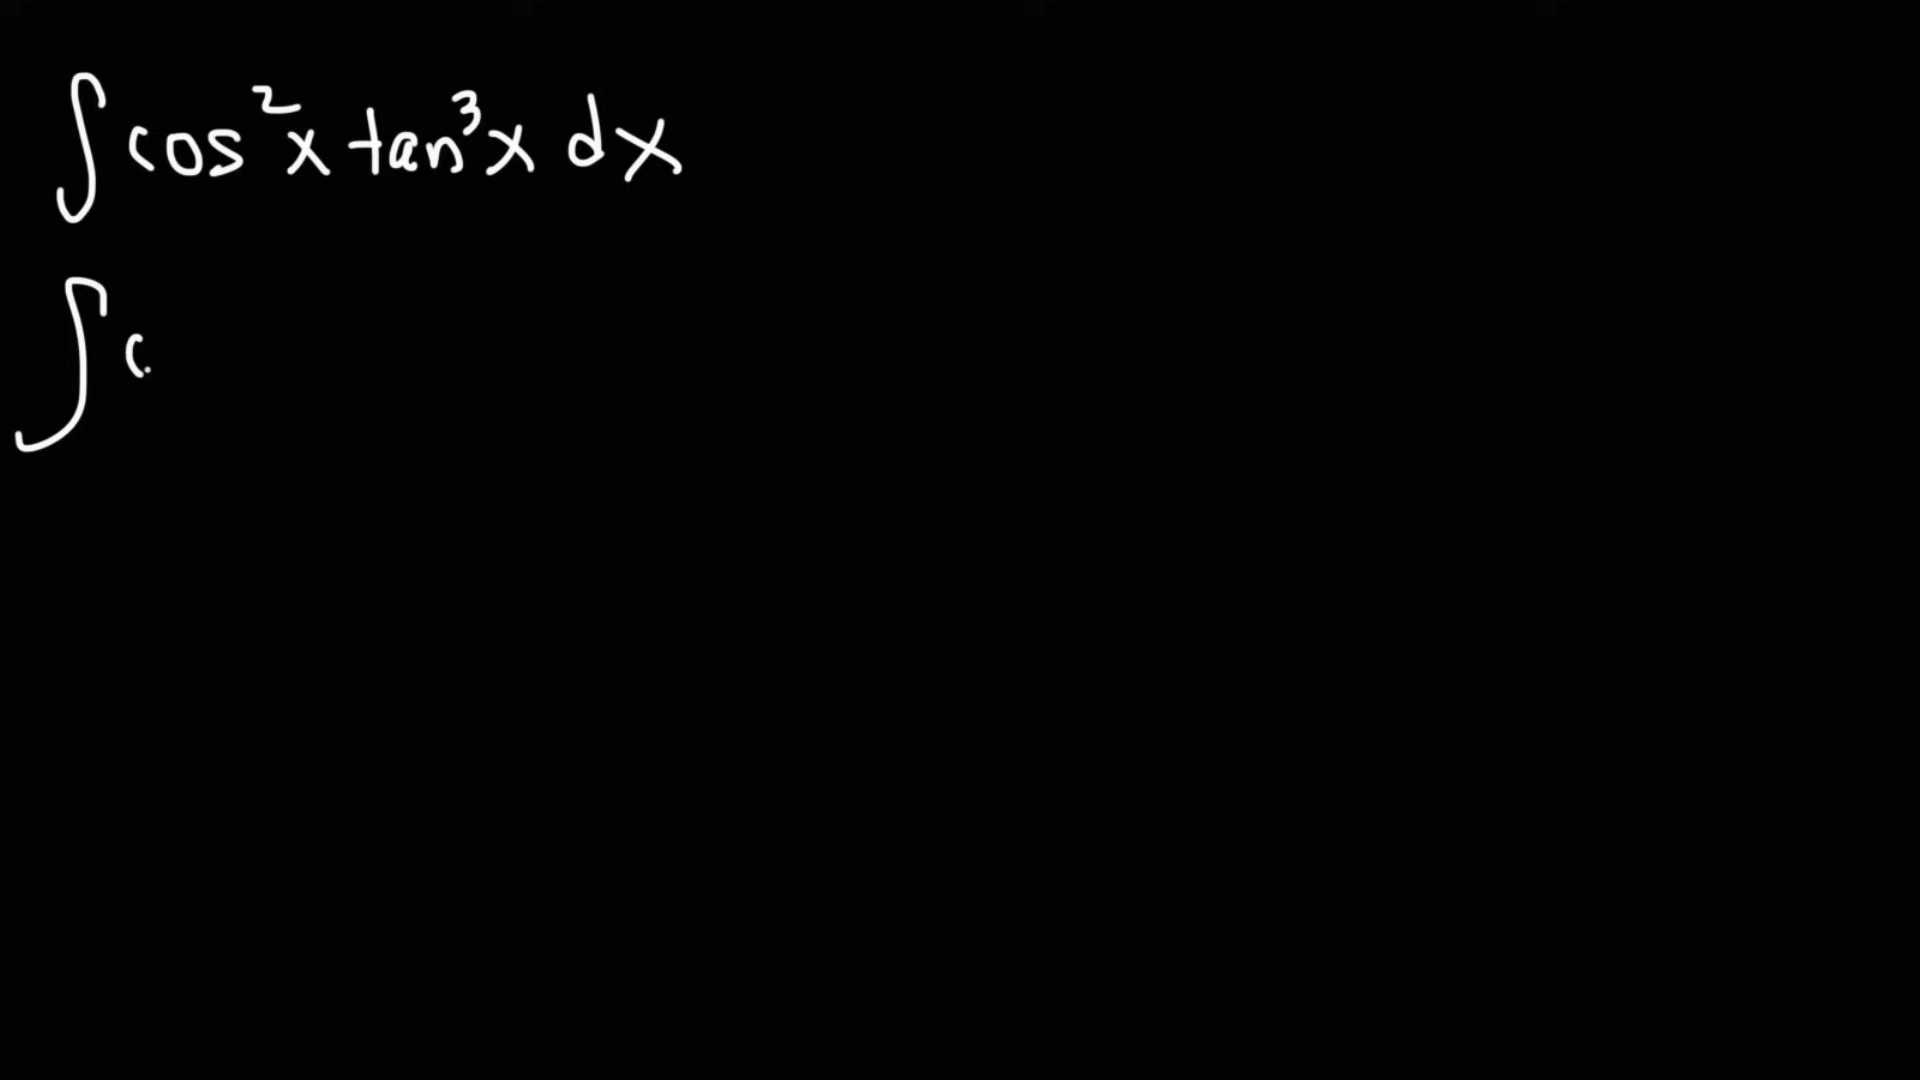 ∫ cos²x tan³x dx
∫ c